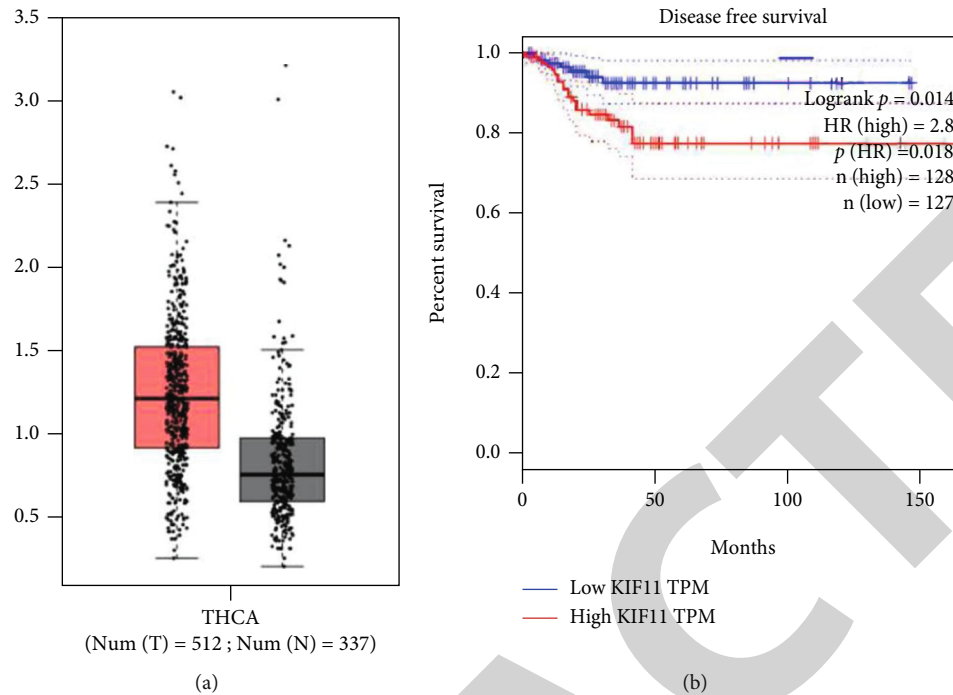 3.5
3.0
2.5
2.0
1.5
1.0
0.5
THCA
(Num (T) = 512 ; Num (N) = 337)
(a)
Disease free survival
Percent survival
1.0
0.8
0.6
0.4
0.2
0.0
Logrank p = 0.014
HR (high) = 2.8
p (HR) =0.018
n (high) = 128
n (low) = 127
0 50 100 150
Months
Low KIF11 TPM
High KIF11 TPM
(b)